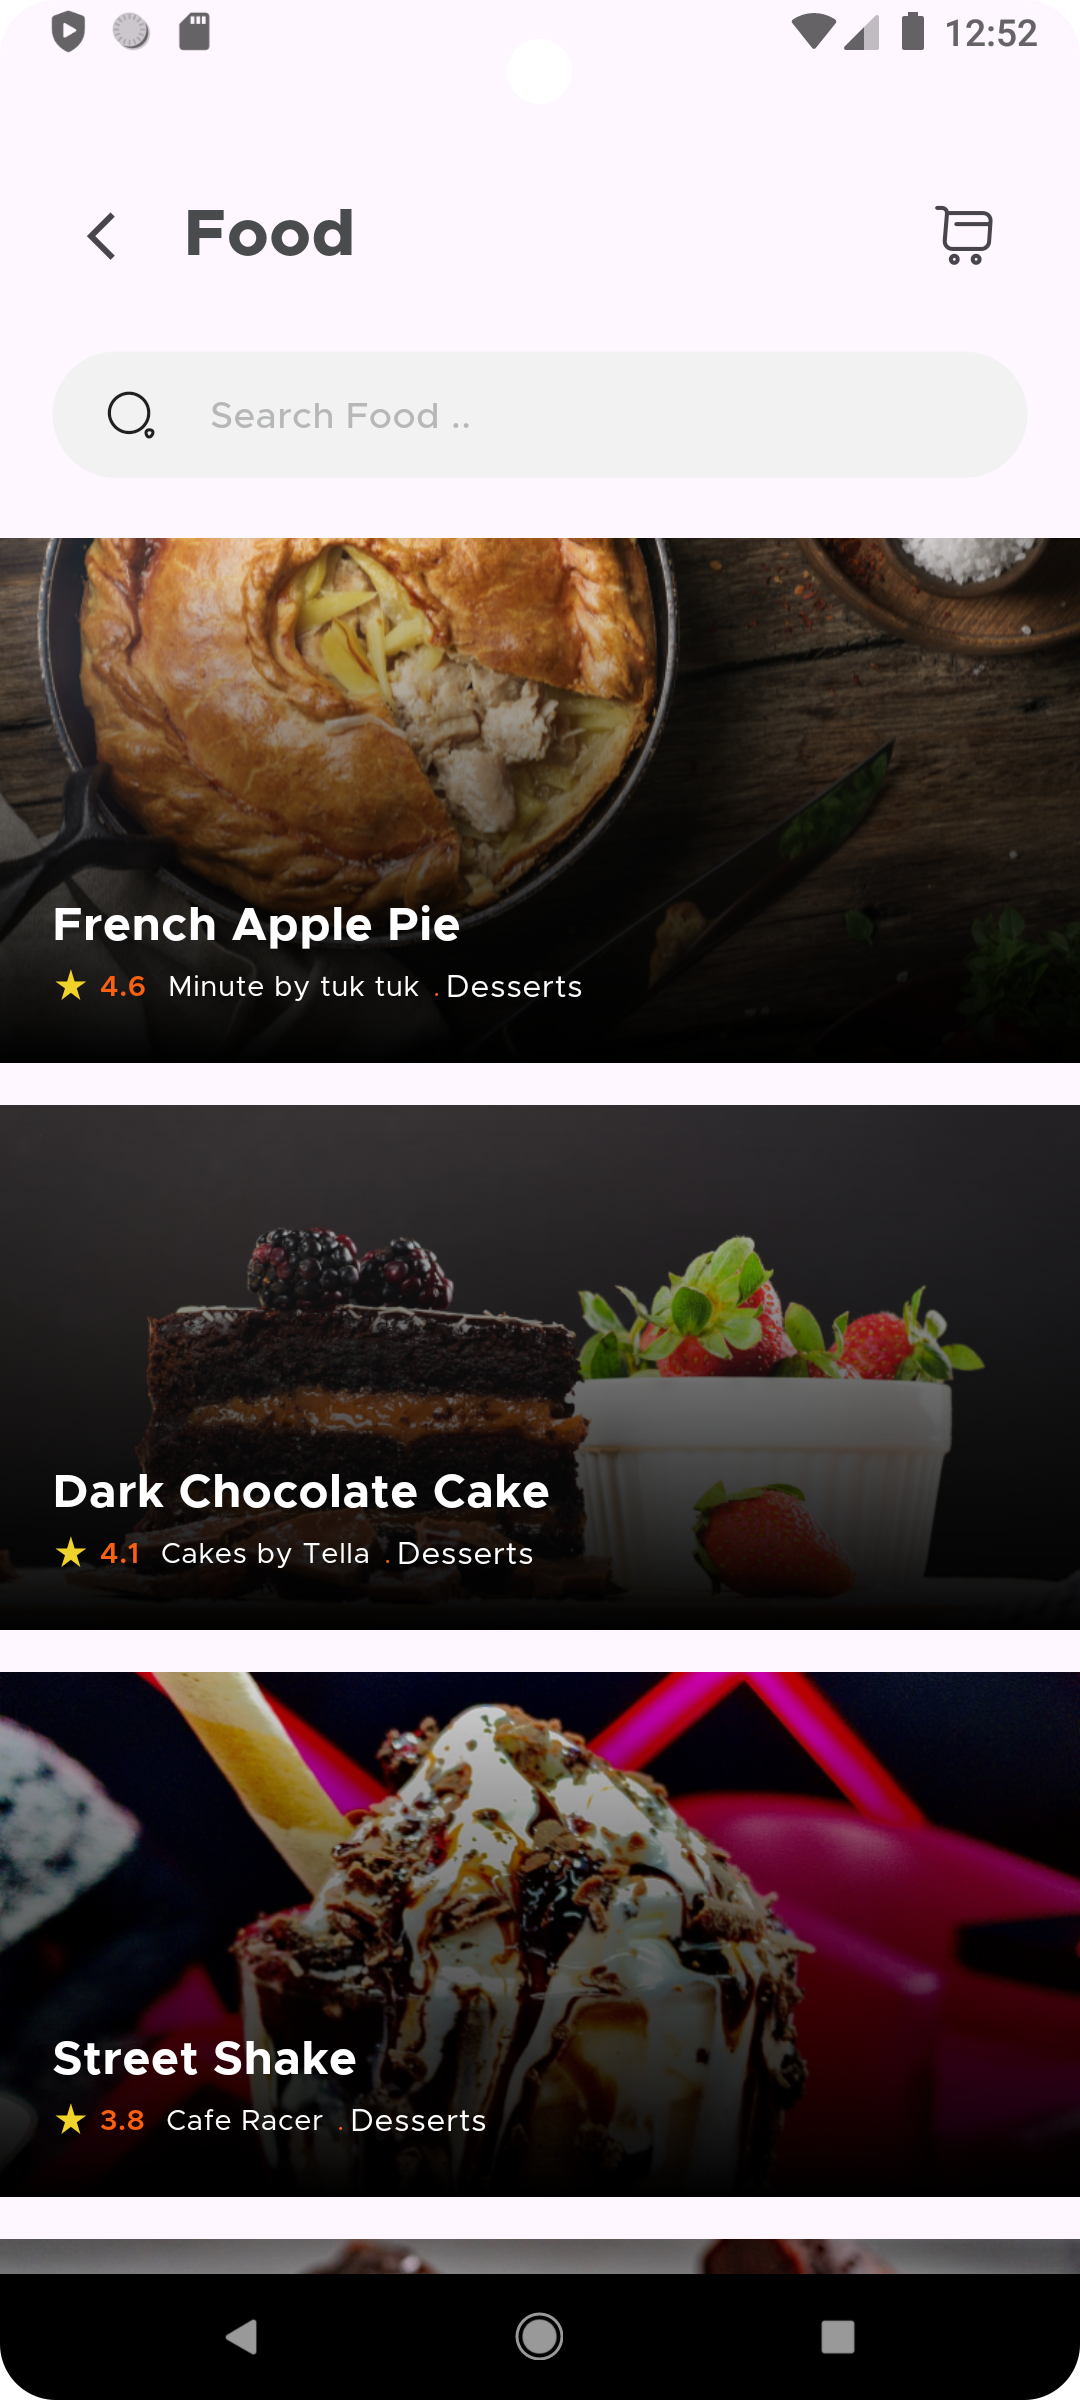 12:52
Food
Search Food ..
French Apple Pie
4.6 Minute by tuk tuk . Desserts
Dark Chocolate Cake
4.1 Cakes by Tella . Desserts
Street Shake
3.8 Cafe Racer . Desserts